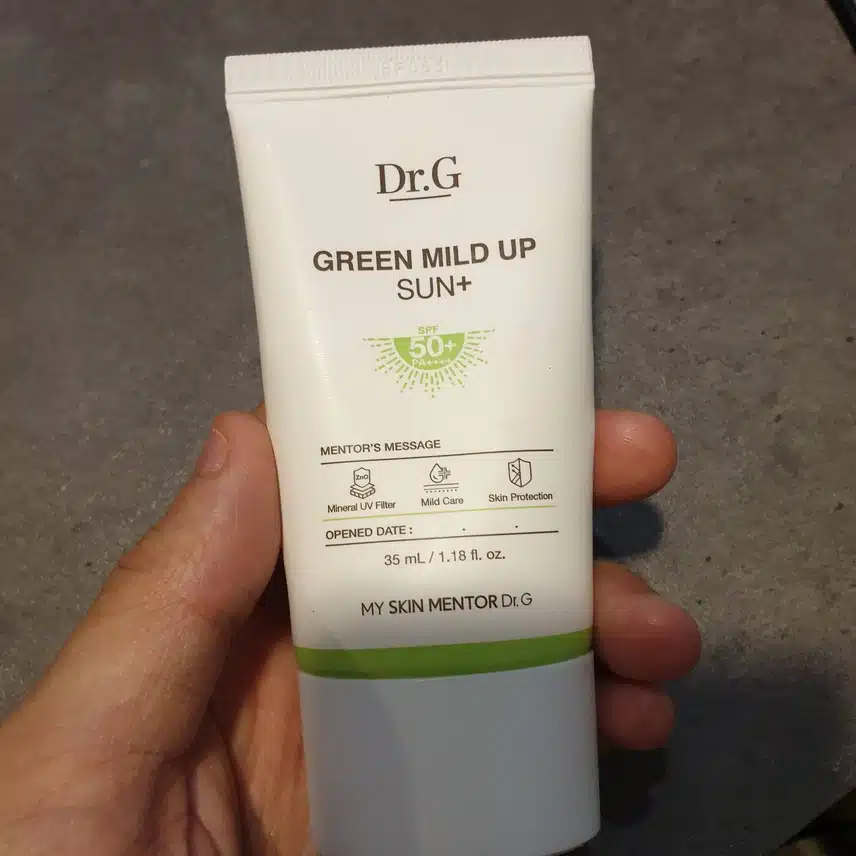 Dr.G
GREEN MILD UP
SUN+
SPF
50+
PA++++
MENTOR'S MESSAGE
ZnO
Mineral UV Filter
Mild Care
Skin Protection
OPENED DATE : . .
35 mL / 1.18 fl. oz.
MY SKIN MENTOR Dr.G